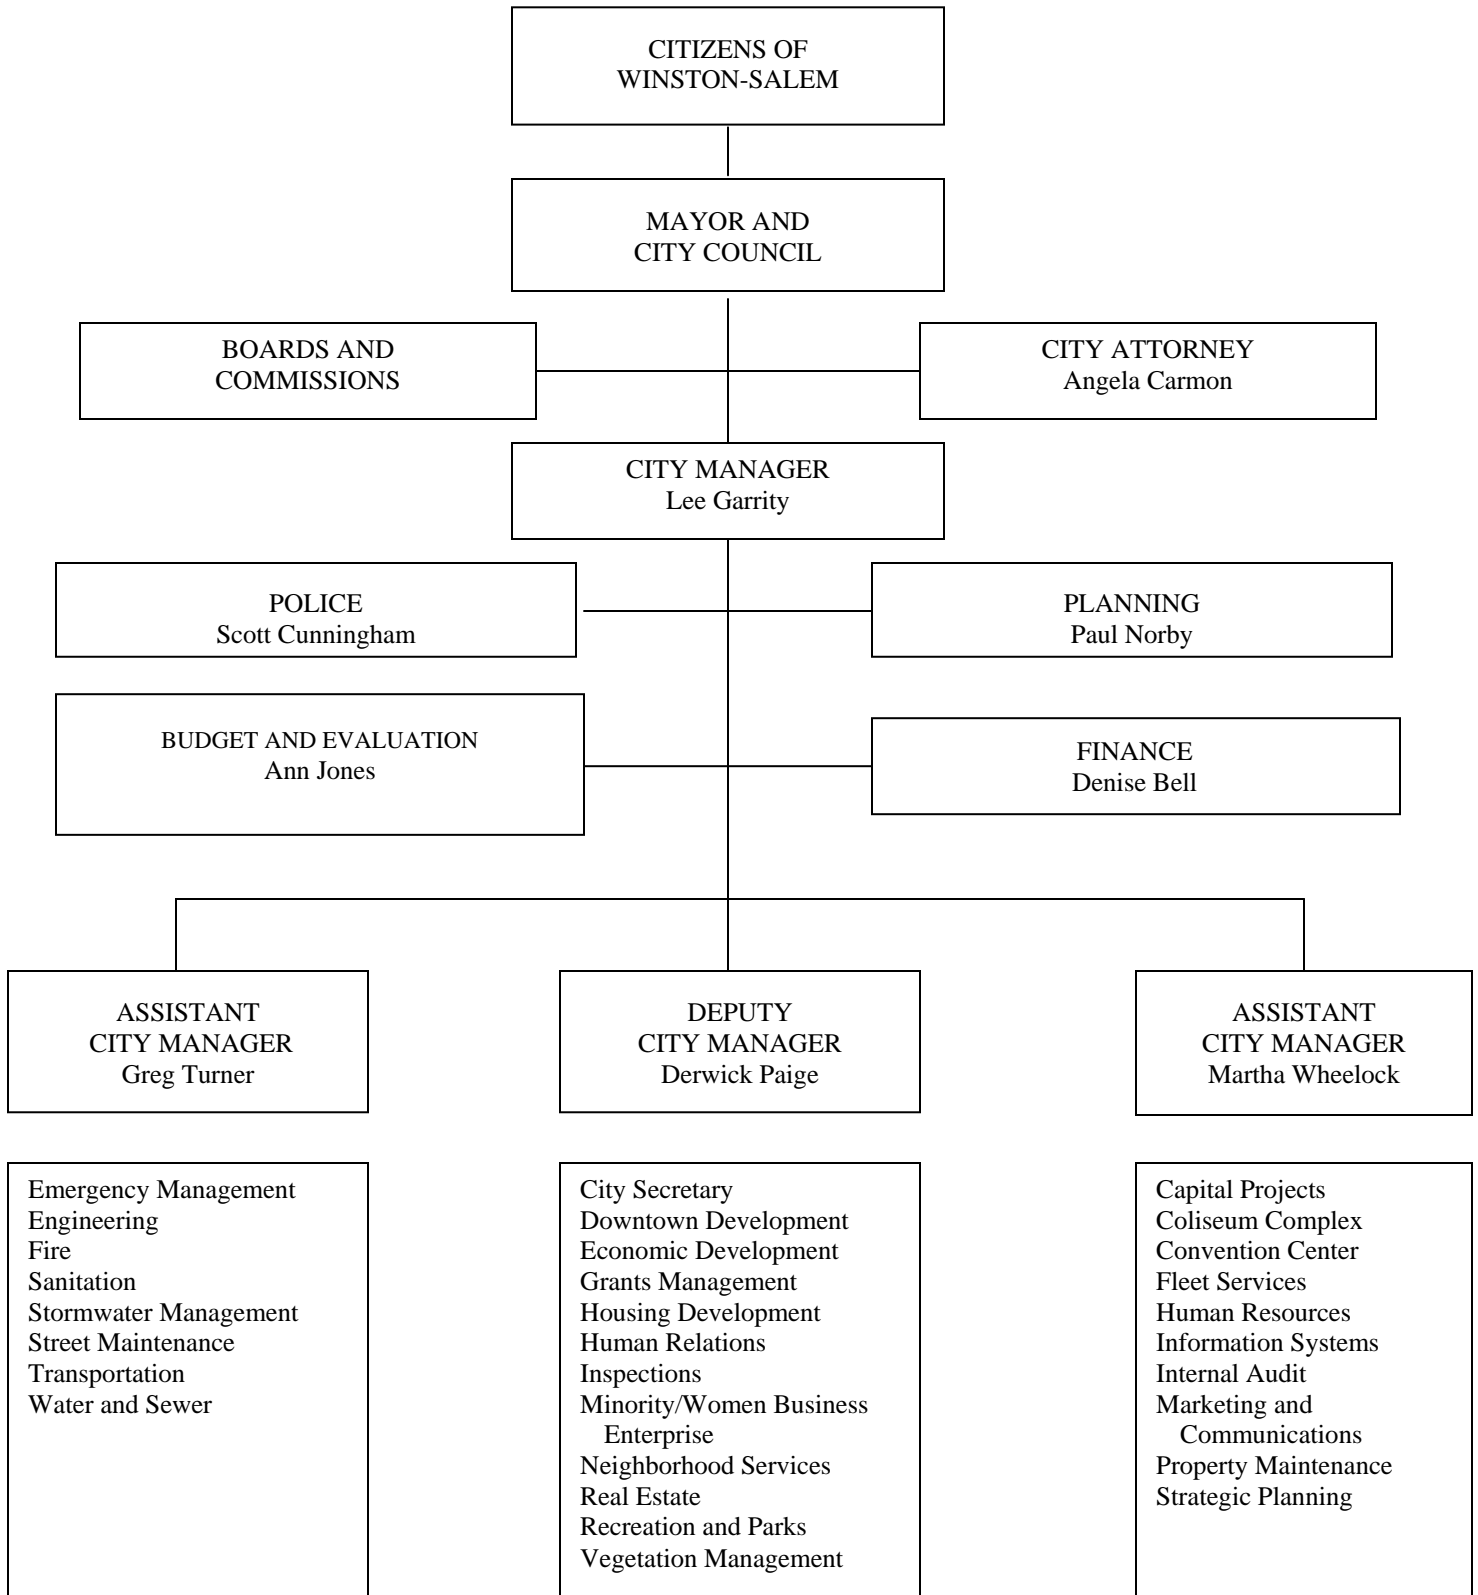 CITIZENS OF
WINSTON-SALEM
MAYOR AND
CITY COUNCIL
BOARDS AND
COMMISSIONS
CITY ATTORNEY
Angela Carmon
CITY MANAGER
Lee Garrity
POLICE
Scott Cunningham
PLANNING
Paul Norby
BUDGET AND EVALUATION
Ann Jones
FINANCE
Denise Bell
ASSISTANT
CITY MANAGER
Greg Turner
DEPUTY
CITY MANAGER
Derwick Paige
ASSISTANT
CITY MANAGER
Martha Wheelock
Emergency Management
Engineering
Fire
Sanitation
Stormwater Management
Street Maintenance
Transportation
Water and Sewer
City Secretary
Downtown Development
Economic Development
Grants Management
Housing Development
Human Relations
Inspections
Minority/Women Business
Enterprise
Neighborhood Services
Real Estate
Recreation and Parks
Vegetation Management
Capital Projects
Coliseum Complex
Convention Center
Fleet Services
Human Resources
Information Systems
Internal Audit
Marketing and
Communications
Property Maintenance
Strategic Planning